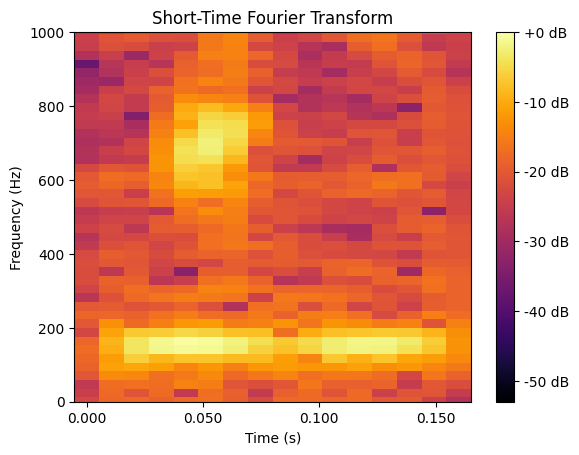 Short-Time Fourier Transform
Frequency (Hz)
1000
800
600
400
200
0
0.000
0.050
0.100
0.150
Time (s)
+0 dB
-10 dB
-20 dB
-30 dB
-40 dB
-50 dB